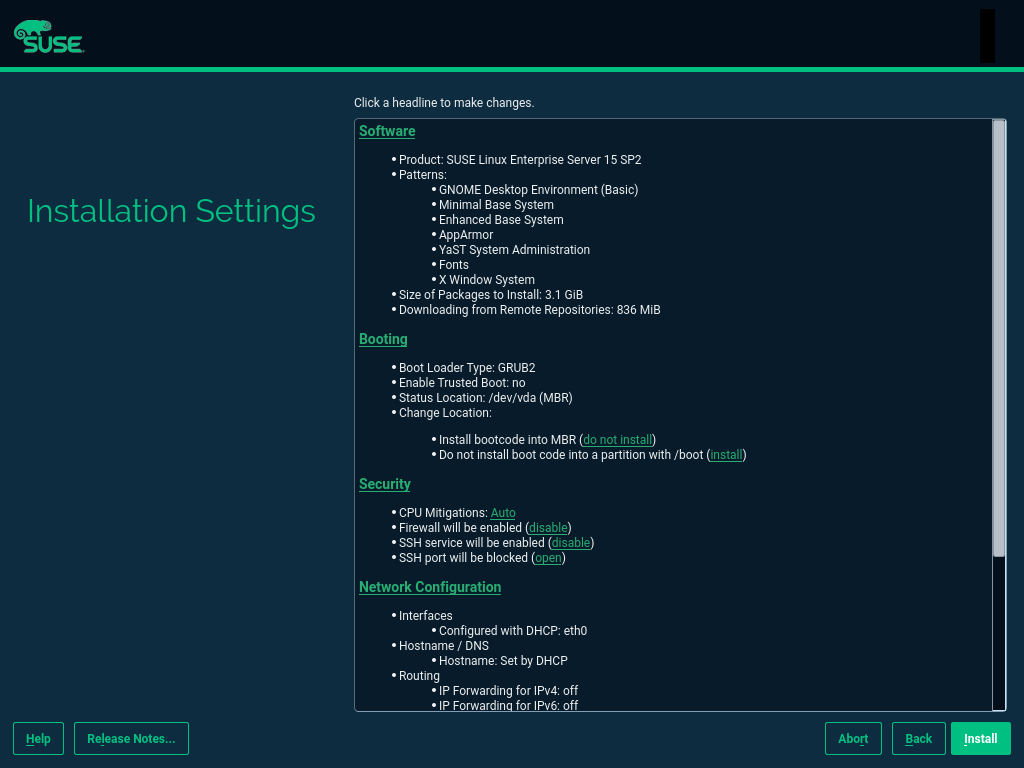 SUSE
Click a headline to make changes.
Installation Settings
Software
• Product: SUSE Linux Enterprise Server 15 SP2
• Patterns:
• GNOME Desktop Environment (Basic)
• Minimal Base System
• Enhanced Base System
• AppArmor
• YaST System Administration
• Fonts
• X Window System
• Size of Packages to Install: 3.1 GiB
• Downloading from Remote Repositories: 836 MiB
Booting
• Boot Loader Type: GRUB2
• Enable Trusted Boot: no
• Status Location: /dev/vda (MBR)
• Change Location:
• Install bootcode into MBR (do not install)
• Do not install boot code into a partition with /boot (install)
Security
• CPU Mitigations: Auto
• Firewall will be enabled (disable)
• SSH service will be enabled (disable)
• SSH port will be blocked (open)
Network Configuration
• Interfaces
• Configured with DHCP: eth0
• Hostname / DNS
• Hostname: Set by DHCP
• Routing
• IP Forwarding for IPv4: off
• IP Forwarding for IPv6: off
Help
Release Notes...
Abort
Back
Install